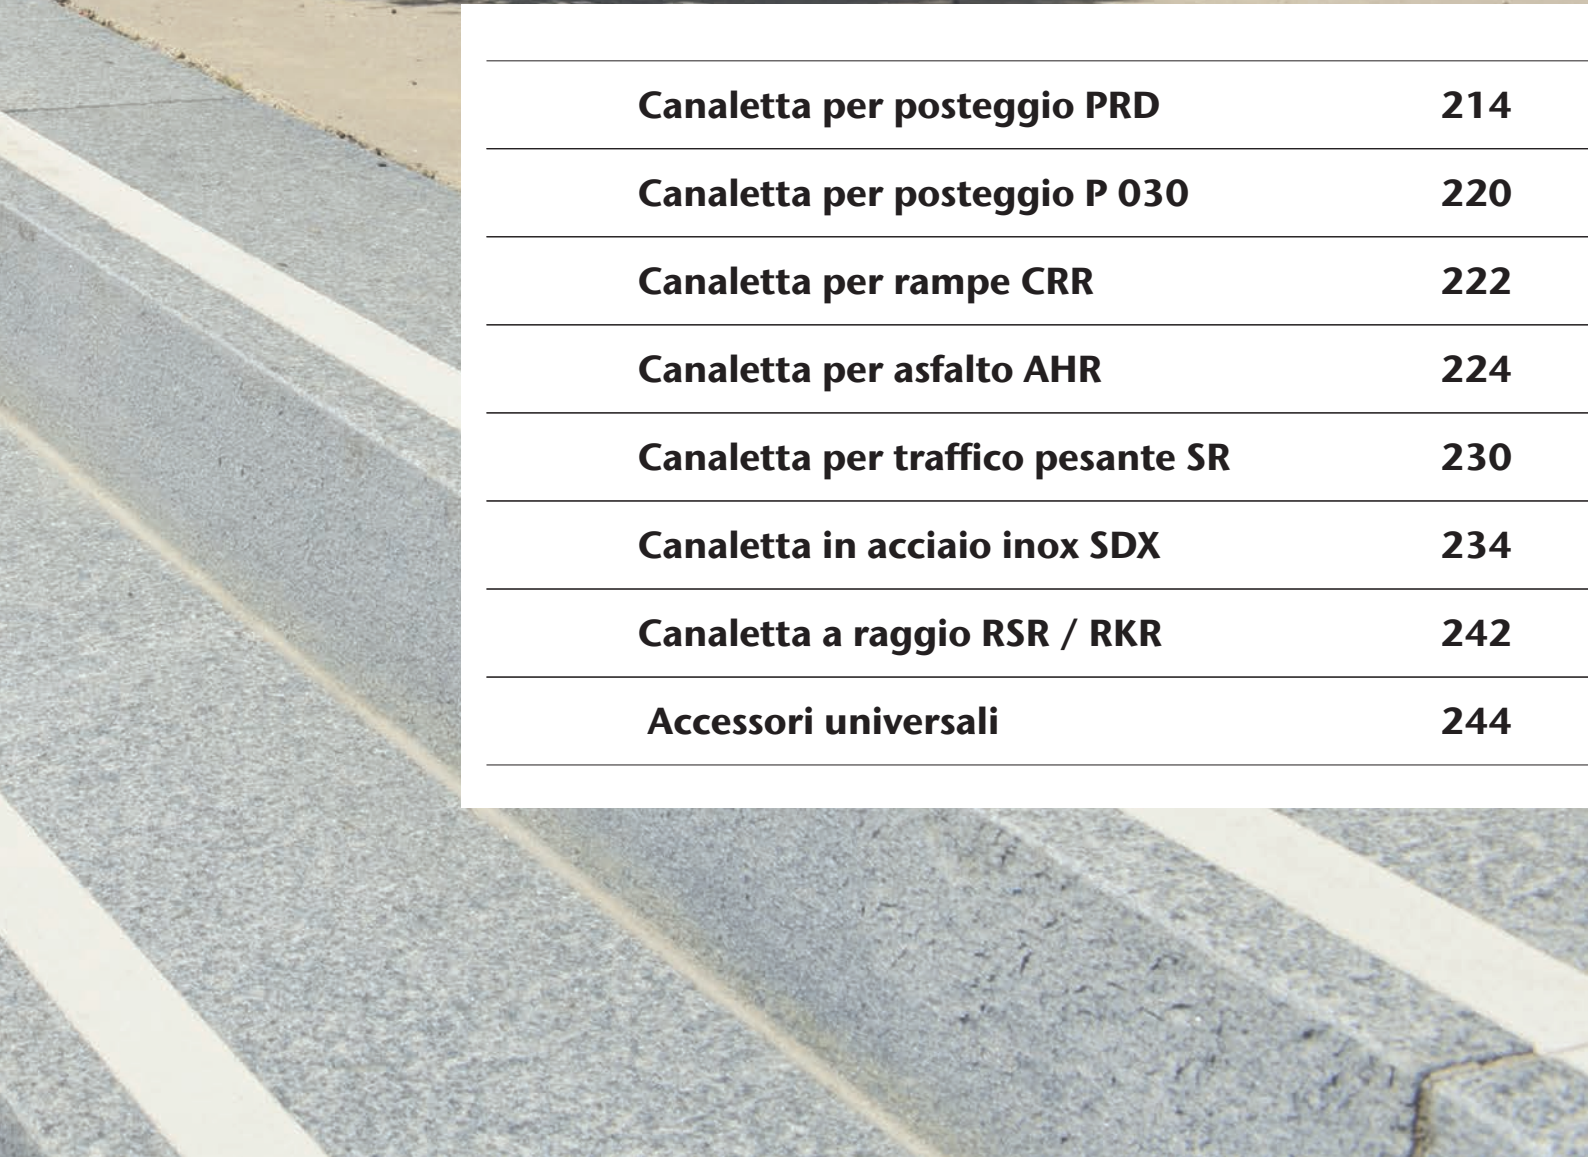 Canaletta per posteggio PRD 214
Canaletta per posteggio P 030 220
Canaletta per rampe CRR 222
Canaletta per asfalto AHR 224
Canaletta per traffico pesante SR 230
Canaletta in acciaio inox SDX 234
Canaletta a raggio RSR / RKR 242
Accessori universali 244